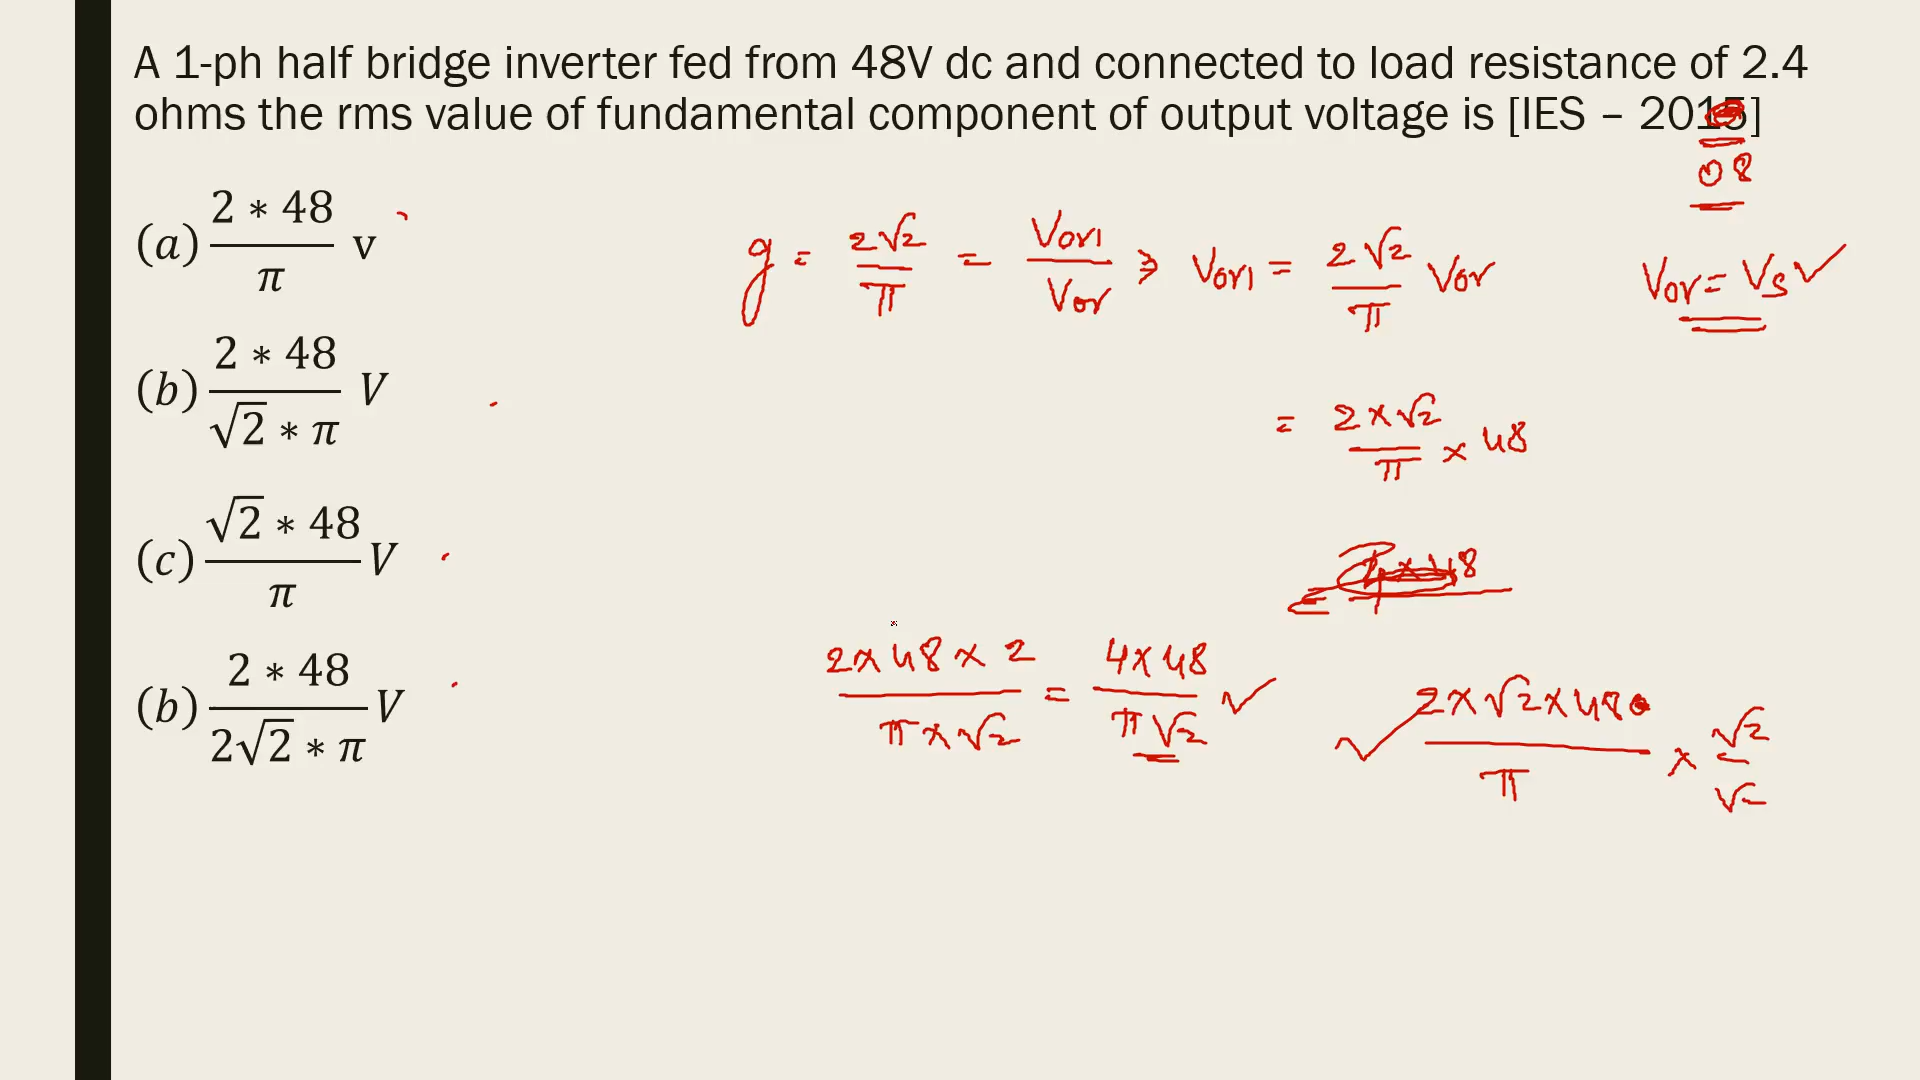 A 1-ph half bridge inverter fed from 48V dc and connected to load resistance of 2.4
ohms the rms value of fundamental component of output voltage is [IES – 2015]
08
(a) 2 ∗ 48 / π v
g = 2√2 / π = Vor1 / Vor ⇒ Vor1 = 2√2 / π Vor
Vor = Vs ✓
(b) 2 ∗ 48 / √2 ∗ π V
= 2 × √2 / π × 48
(c) √2 ∗ 48 / π V
(b) 2 ∗ 48 / 2√2 ∗ π V
2 × 48 × 2 / π × √2 = 4 × 48 / π √2 ✓
✓ 2 × √2 × 48 / π × √2 / √2